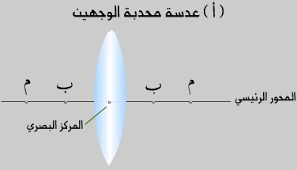 ( أ ) عدسة محدبة الوجهين
م ب ب م
المحور الرئيسي
المركز البصري